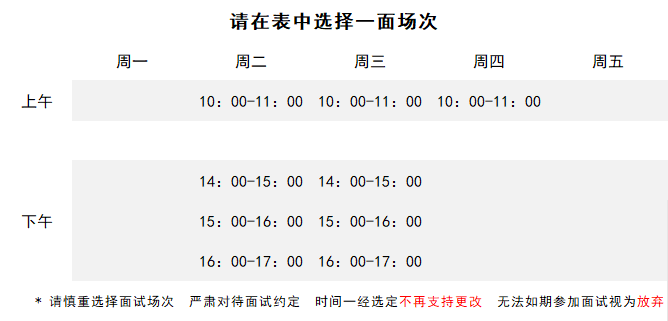 请在表中选择一面场次
周一 周二 周三 周四 周五
上午 10：00-11：00 10：00-11：00 10：00-11：00
14：00-15：00 14：00-15：00
下午 15：00-16：00 15：00-16：00
16：00-17：00 16：00-17：00
* 请慎重选择面试场次 严肃对待面试约定 时间一经选定不再支持更改 无法如期参加面试视为放弃